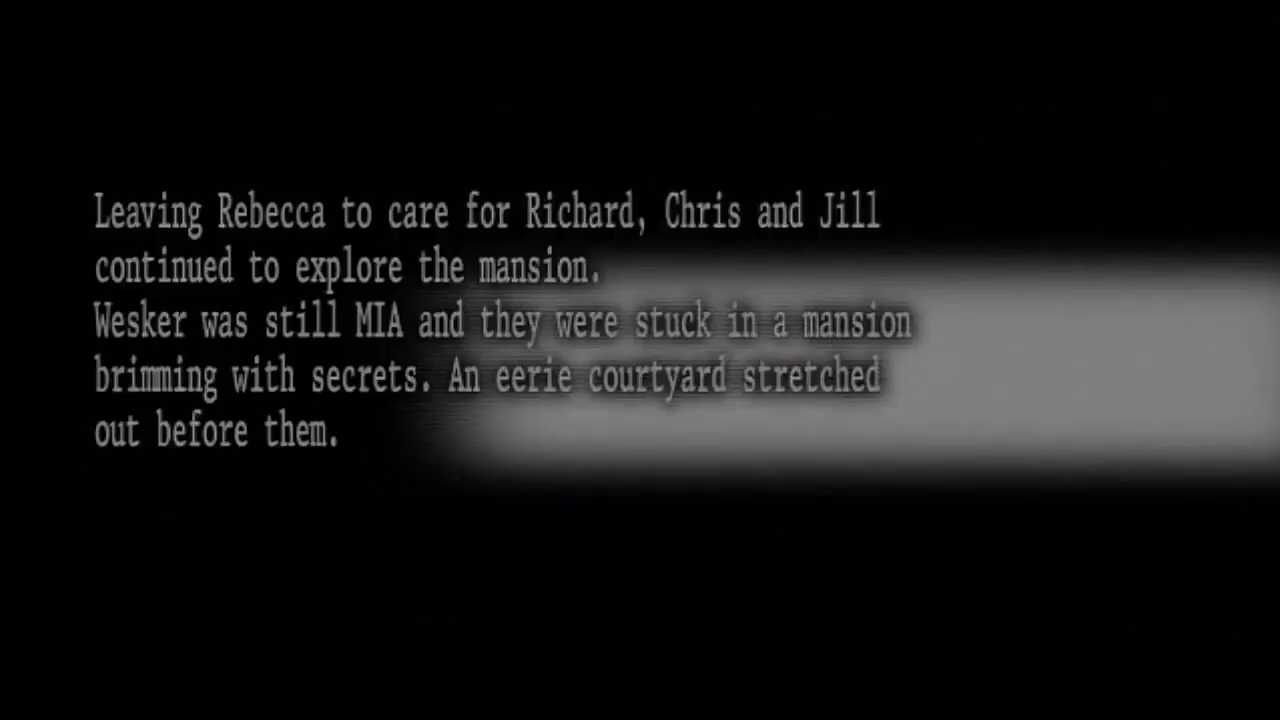 Leaving Rebecca to care for Richard, Chris and Jill
continued to explore the mansion.
Wesker was still MIA and they were stuck in a mansion
brimming with secrets. An eerie courtyard stretched
out before them.